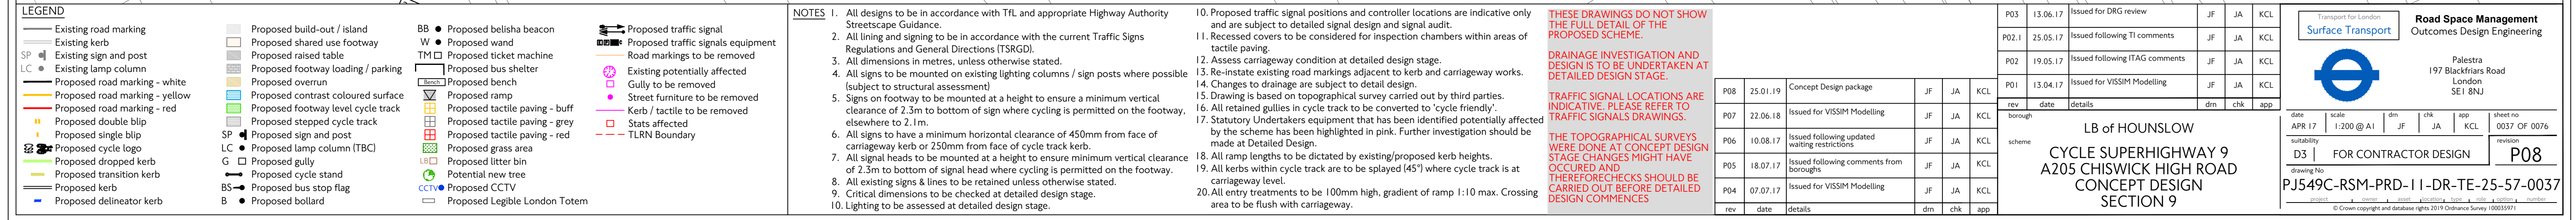 LEGEND
Existing road marking
Existing kerb
SP Existing sign and post
LC Existing lamp column
Proposed road marking - white
Proposed road marking - yellow
Proposed road marking - red
Proposed double blip
Proposed single blip
Proposed cycle logo
Proposed dropped kerb
Proposed transition kerb
Proposed kerb
Proposed delineator kerb
Proposed build-out / island
Proposed shared use footway
Proposed raised table
Proposed footway loading / parking
Proposed overrun
Proposed contrast coloured surface
Proposed footway level cycle track
Proposed stepped cycle track
SP Proposed sign and post
LC Proposed lamp column (TBC)
G Proposed gully
Proposed cycle stand
BS Proposed bus stop flag
B Proposed bollard
BB Proposed belisha beacon
W Proposed wand
TM Proposed ticket machine
Proposed bus shelter
Bench Proposed bench
Proposed ramp
Proposed tactile paving - buff
Proposed tactile paving - grey
Proposed tactile paving - red
Proposed grass area
LB Proposed litter bin
Potential new tree
CCTV Proposed CCTV
Proposed Legible London Totem
Proposed traffic signal
Proposed traffic signals equipment
Road markings to be removed
Existing potentially affected
Gully to be removed
Street furniture to be removed
Kerb / tactile to be removed
Stats affected
TLRN Boundary
NOTES
1. All designs to be in accordance with TfL and appropriate Highway Authority
Streetscape Guidance.
2. All lining and signing to be in accordance with the current Traffic Signs
Regulations and General Directions (TSRGD).
3. All dimensions in metres, unless otherwise stated.
4. All signs to be mounted on existing lighting columns / sign posts where possible
(subject to structural assessment)
5. Signs on footway to be mounted at a height to ensure a minimum vertical
clearance of 2.3m to bottom of sign where cycling is permitted on the footway,
elsewhere to 2.1m.
6. All signs to have a minimum horizontal clearance of 450mm from face of
carriageway kerb or 250mm from face of cycle track kerb.
7. All signal heads to be mounted at a height to ensure minimum vertical clearance
of 2.3m to bottom of signal head where cycling is permitted on the footway.
8. All existing signs & lines to be retained unless otherwise stated.
9. Critical dimensions to be checked at detailed design stage.
10. Lighting to be assessed at detailed design stage.
10. Proposed traffic signal positions and controller locations are indicative only
and are subject to detailed signal design and signal audit.
11. Recessed covers to be considered for inspection chambers within areas of
tactile paving.
12. Assess carriageway condition at detailed design stage.
13. Re-instate existing road markings adjacent to kerb and carriageway works.
14. Changes to drainage are subject to detail design.
15. Drawing is based on topographical survey carried out by third parties.
16. All retained gullies in cycle track to be converted to 'cycle friendly'.
17. Statutory Undertakers equipment that has been identified potentially affected
by the scheme has been highlighted in pink. Further investigation should be
made at Detailed Design.
18. All ramp lengths to be dictated by existing/proposed kerb heights.
19. All kerbs within cycle track are to be splayed (45°) where cycle track is at
carriageway level.
20. All entry treatments to be 100mm high, gradient of ramp 1:10 max. Crossing
area to be flush with carriageway.
THESE DRAWINGS DO NOT SHOW
THE FULL DETAIL OF THE
PROPOSED SCHEME.
DRAINAGE INVESTIGATION AND
DESIGN IS TO BE UNDERTAKEN AT
DETAILED DESIGN STAGE.
TRAFFIC SIGNAL LOCATIONS ARE
INDICATIVE. PLEASE REFER TO
TRAFFIC SIGNALS DRAWINGS.
THE TOPOGRAPHICAL SURVEYS
WERE DONE AT CONCEPT DESIGN
STAGE CHANGES MIGHT HAVE
OCCURED AND
THEREFORECHECKS SHOULD BE
CARRIED OUT BEFORE DETAILED
DESIGN COMMENCES
P08 25.01.19 Concept Design package JF JA KCL
P07 22.06.18 Issued for VISSIM Modelling JF JA KCL
P06 10.08.17 Issued following updated
waiting restrictions JF JA KCL
P05 18.07.17 Issued following comments from
boroughs JF JA KCL
P04 07.07.17 Issued for VISSIM Modelling JF JA KCL
rev date details drn chk app
P03 13.06.17 Issued for DRG review JF JA KCL
P02.1 25.05.17 Issued following TI comments JF JA KCL
P02 19.05.17 Issued following ITAG comments JF JA KCL
P01 13.04.17 Issued for VISSIM Modelling JF JA KCL
rev date details drn chk app
borough
LB of HOUNSLOW
scheme
CYCLE SUPERHIGHWAY 9
A205 CHISWICK HIGH ROAD
CONCEPT DESIGN
SECTION 9
Transport for London
Surface Transport
Road Space Management
Outcomes Design Engineering
Palestra
197 Blackfriars Road
London
SE1 8NJ
date scale drn chk app sheet no
APR 17 1:200 @ A1 JF JA KCL 0037 OF 0076
suitability revision
D3 FOR CONTRACTOR DESIGN P08
drawing No
PJ549C-RSM-PRD-11-DR-TE-25-57-0037
project owner asset location type role option number
© Crown copyright and database rights 2019 Ordnance Survey 100035971